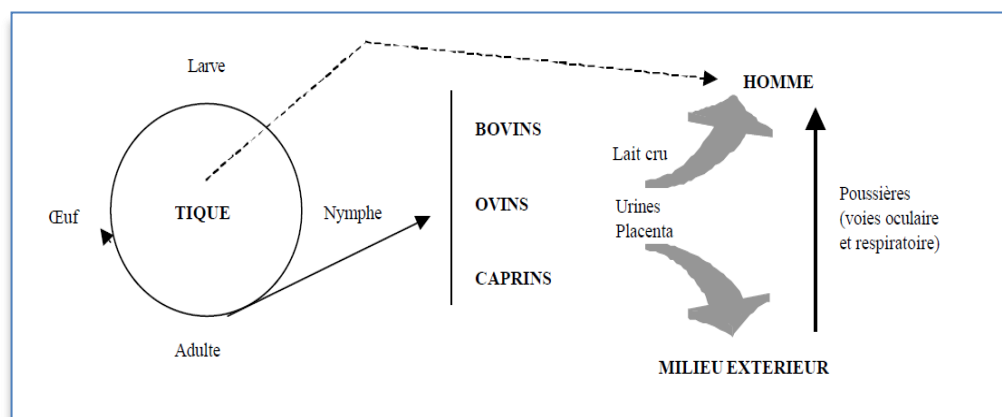 Larve
HOMME
BOVINS
Lait cru
Œuf
TIQUE
Nymphe
OVINS
Urines
Placenta
Poussières
(voies oculaire
et respiratoire)
CAPRINS
Adulte
MILIEU EXTERIEUR